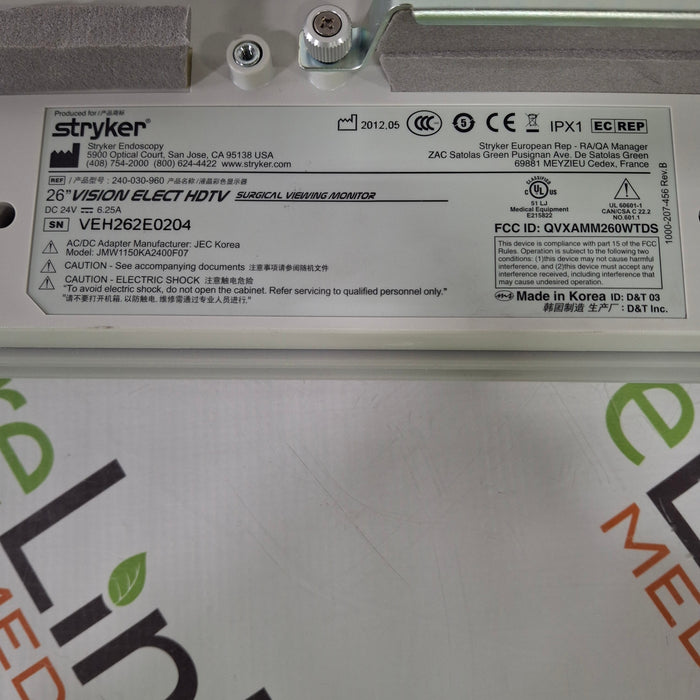 Produced for / 产品商标
stryker®
Stryker Endoscopy
5900 Optical Court, San Jose, CA 95138 USA
(408) 754-2000 (800) 624-4422 www.stryker.com
2012.05
CCC
5
CE
IPX1
EC REP
Stryker European Rep - RA/QA Manager
ZAC Satolas Green Pusignan Ave. De Satolas Green
69881 MEYZIEU Cedex, France
REF / 产品型号: 240-030-960 产品名称/液晶彩色显示器
26" VISION ELECT HDTV SURGICAL VIEWING MONITOR
DC 24V 6.25A
SN VEH262E0204
AC/DC Adapter Manufacturer: JEC Korea
Model: JMW1150KA2400F07
CAUTION - See accompanying documents 注意事项请参阅随机文件
CAUTION - ELECTRIC SHOCK 注意触电危险
"To avoid electric shock, do not open the cabinet. Refer servicing to qualified personnel only."
"请不要打开机箱, 以防触电, 维修需通过专业人员进行."
CLASSIFIED
C UL US
51 LJ
Medical Equipment
E215822
UL 60601-1
CAN/CSA C 22.2
NO.601.1
FCC ID: QVXAMM260WTDS
This device is compliance with part 15 of the FCC
Rules. Operation is subject to the following two
conditions: (1)this device may not cause harmful
interference, and (2)this device must accept any
interference received, including interference that
may cause undesired operation.
Made in Korea ID: D&T 03
韩国制造 生产厂: D&T Inc.
1000-207-456 Rev.B
eLin
MED
e
L
MED